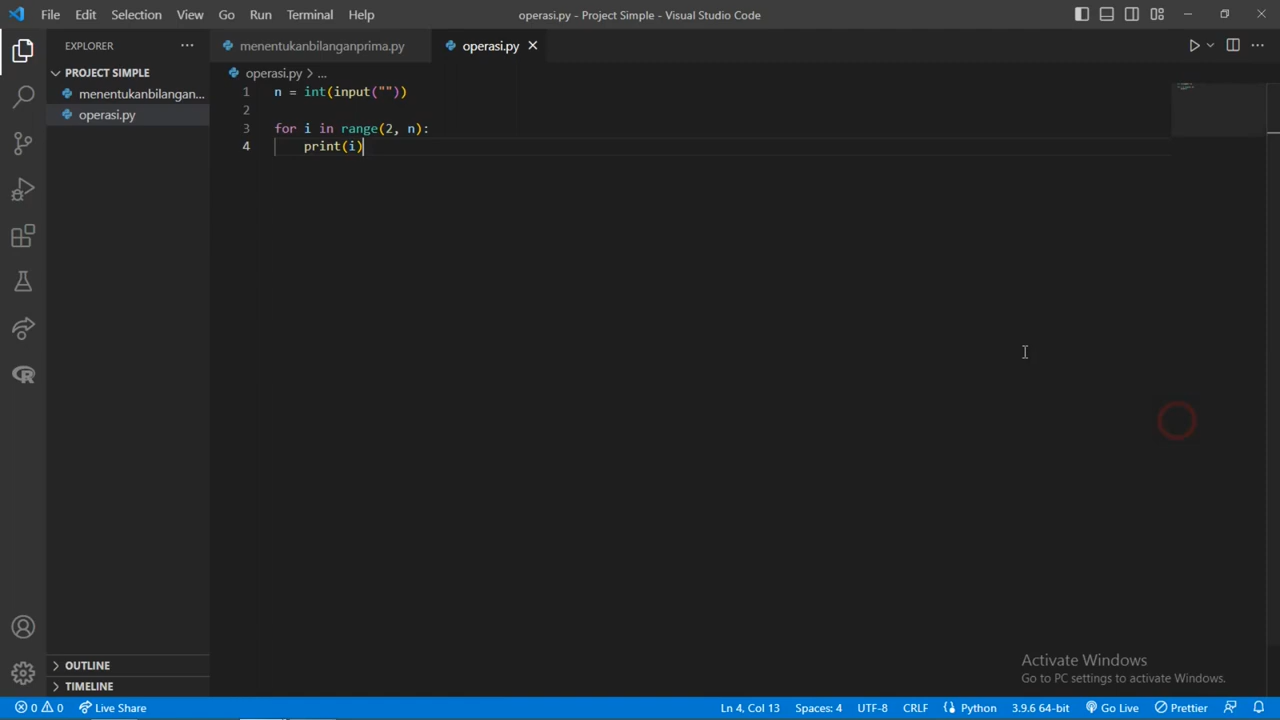 File Edit Selection View Go Run Terminal Help operasi.py - Project Simple - Visual Studio Code
EXPLORER
menentukanbilanganprima.py operasi.py
PROJECT SIMPLE
operasi.py > ...
menentukanbilangan...
operasi.py
1 n = int(input(""))
2
3 for i in range(2, n):
4 print(i)
Activate Windows
Go to PC settings to activate Windows.
OUTLINE
TIMELINE
0 0 Live Share Ln 4, Col 13 Spaces: 4 UTF-8 CRLF Python 3.9.6 64-bit Go Live Prettier